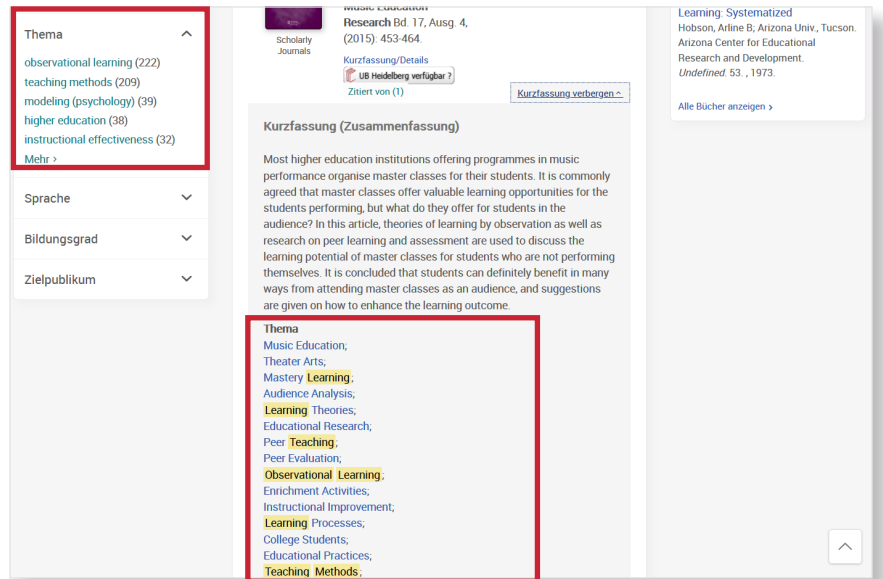 Thema
observational learning (222)
teaching methods (209)
modeling (psychology) (39)
higher education (38)
instructional effectiveness (32)
Mehr ›
Sprache
Bildungsgrad
Zielpublikum
Scholarly
Journals
Music Education
Research Bd. 17, Ausg. 4,
(2015): 453-464.
Kurzfassung/Details
UB Heidelberg verfügbar ?
Zitiert von (1)
Kurzfassung verbergen
Kurzfassung (Zusammenfassung)
Most higher education institutions offering programmes in music
performance organise master classes for their students. It is commonly
agreed that master classes offer valuable learning opportunities for the
students performing, but what do they offer for students in the
audience? In this article, theories of learning by observation as well as
research on peer learning and assessment are used to discuss the
learning potential of master classes for students who are not performing
themselves. It is concluded that students can definitely benefit in many
ways from attending master classes as an audience, and suggestions
are given on how to enhance the learning outcome.
Thema
Music Education;
Theater Arts;
Mastery Learning;
Audience Analysis;
Learning Theories;
Educational Research;
Peer Teaching;
Peer Evaluation;
Observational Learning;
Enrichment Activities;
Instructional Improvement;
Learning Processes;
College Students;
Educational Practices;
Teaching Methods;
Learning: Systematized
Hobson, Arline B; Arizona Univ., Tucson.
Arizona Center for Educational
Research and Development.
Undefined. 53. , 1973.
Alle Bücher anzeigen ›